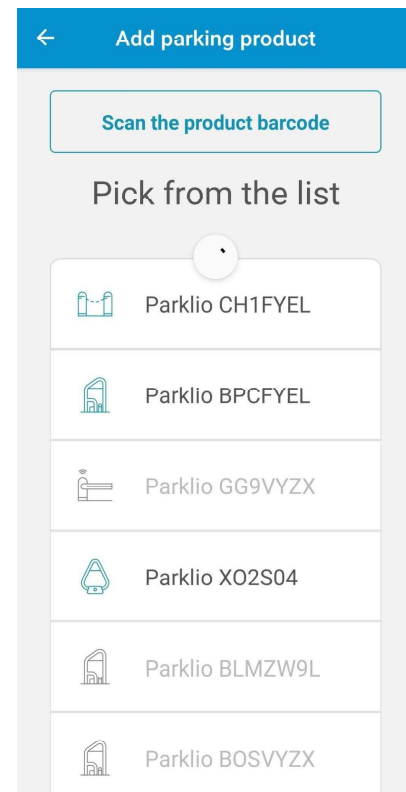 Add parking product
Scan the product barcode
Pick from the list
Parklio CH1FYEL
Parklio BPCFYEL
Parklio GG9VYZX
Parklio XO2S04
Parklio BLMZW9L
Parklio BOSVYZX